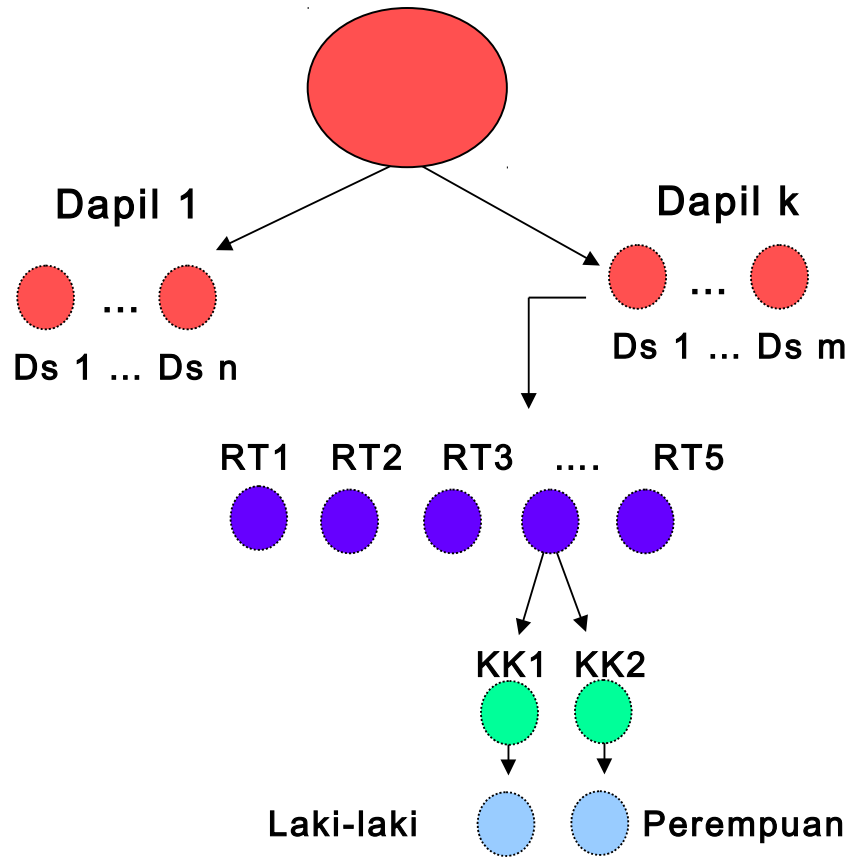 Dapil 1
Dapil k
... ...
Ds 1 ... Ds n
Ds 1 ... Ds m
RT1 RT2 RT3 .... RT5
KK1 KK2
Laki-laki Perempuan